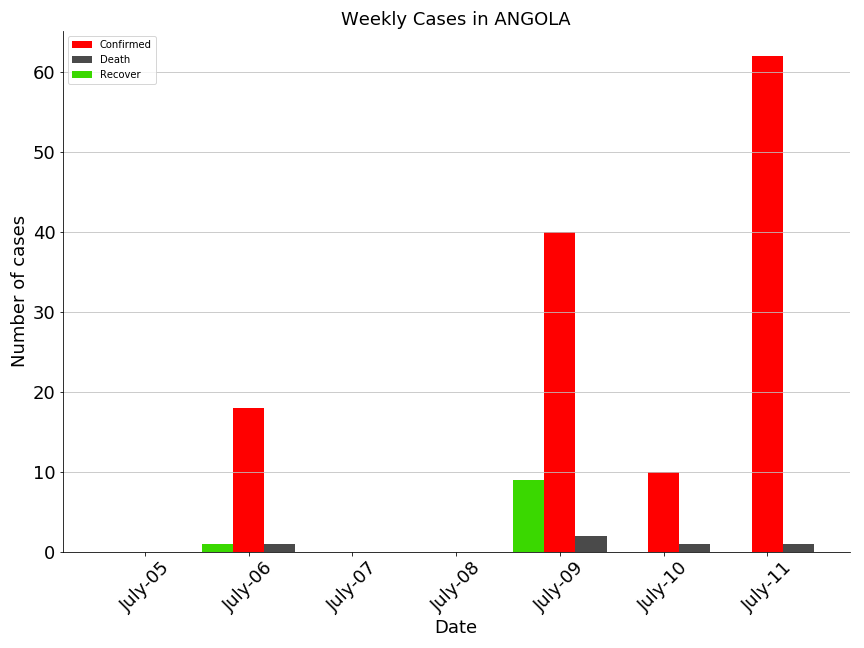 Weekly Cases in ANGOLA
Confirmed
Death
Recover
60
50
40
30
20
10
0
Number of cases
July-05
July-06
July-07
July-08
July-09
July-10
July-11
Date